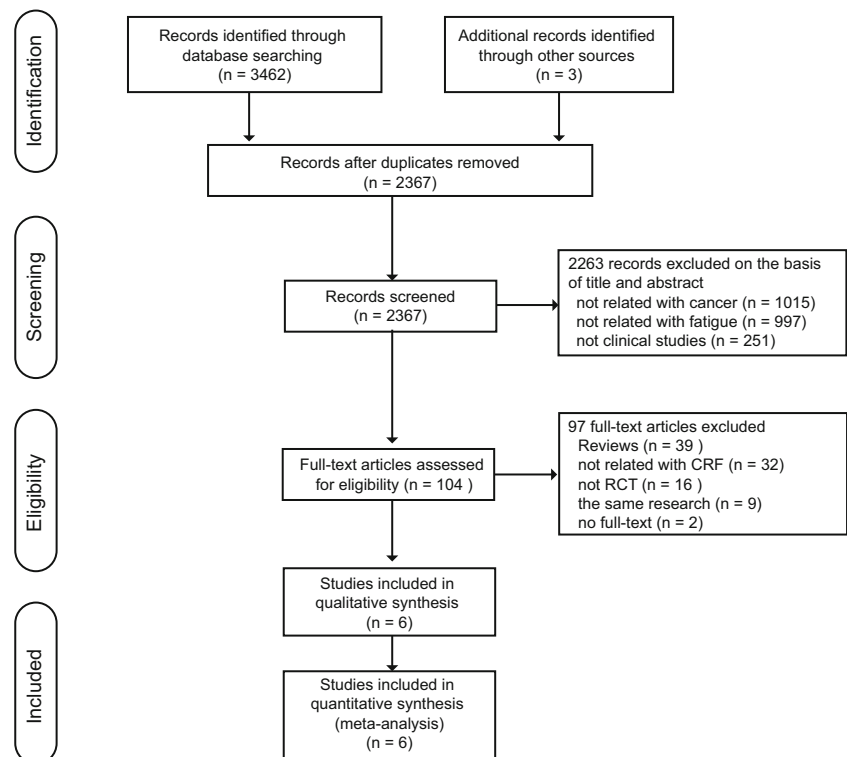 Identification
Records identified through
database searching
(n = 3462)
Additional records identified
through other sources
(n = 3)
Records after duplicates removed
(n = 2367)
Screening
Records screened
(n = 2367)
2263 records excluded on the basis
of title and abstract
not related with cancer (n = 1015)
not related with fatigue (n = 997)
not clinical studies (n = 251)
Eligibility
Full-text articles assessed
for eligibility (n = 104 )
97 full-text articles excluded
Reviews (n = 39 )
not related with CRF (n = 32)
not RCT (n = 16 )
the same research (n = 9)
no full-text (n = 2)
Included
Studies included in
qualitative synthesis
(n = 6)
Studies included in
quantitative synthesis
(meta-analysis)
(n = 6)